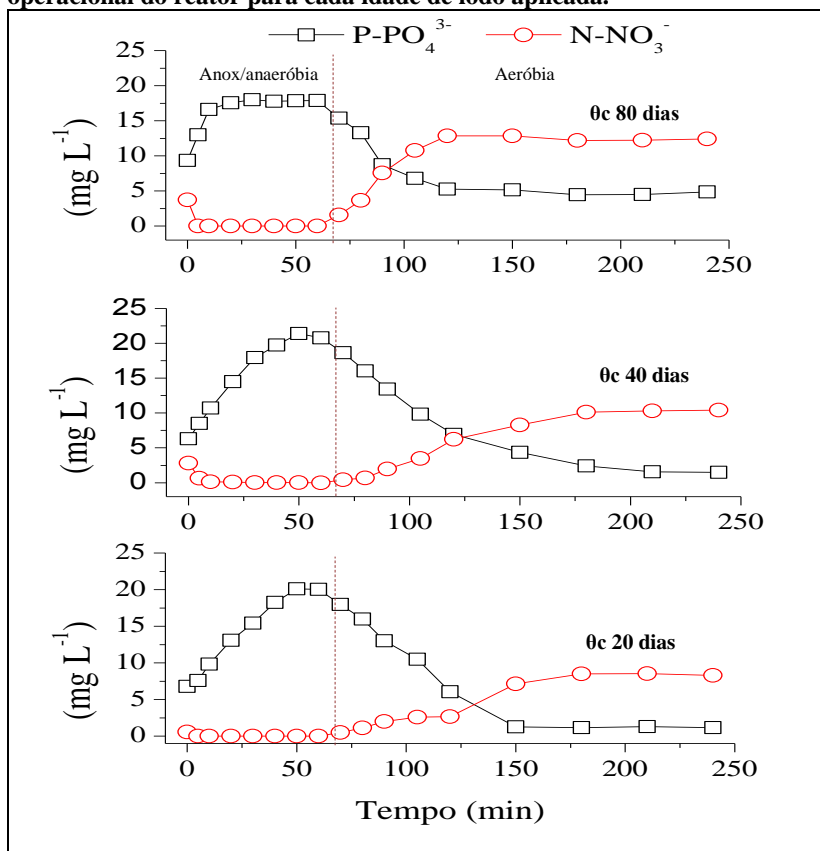 operacional do reator para cada idade de lodo aplicada.
P-PO₄³⁻ N-NO₃⁻
Anox/anaeróbia Aeróbia
θc 80 dias
(mg L⁻¹)
25
20
15
10
5
0
0 50 100 150 200 250
θc 40 dias
(mg L⁻¹)
25
20
15
10
5
0
0 50 100 150 200 250
θc 20 dias
(mg L⁻¹)
25
20
15
10
5
0
0 50 100 150 200 250
Tempo (min)